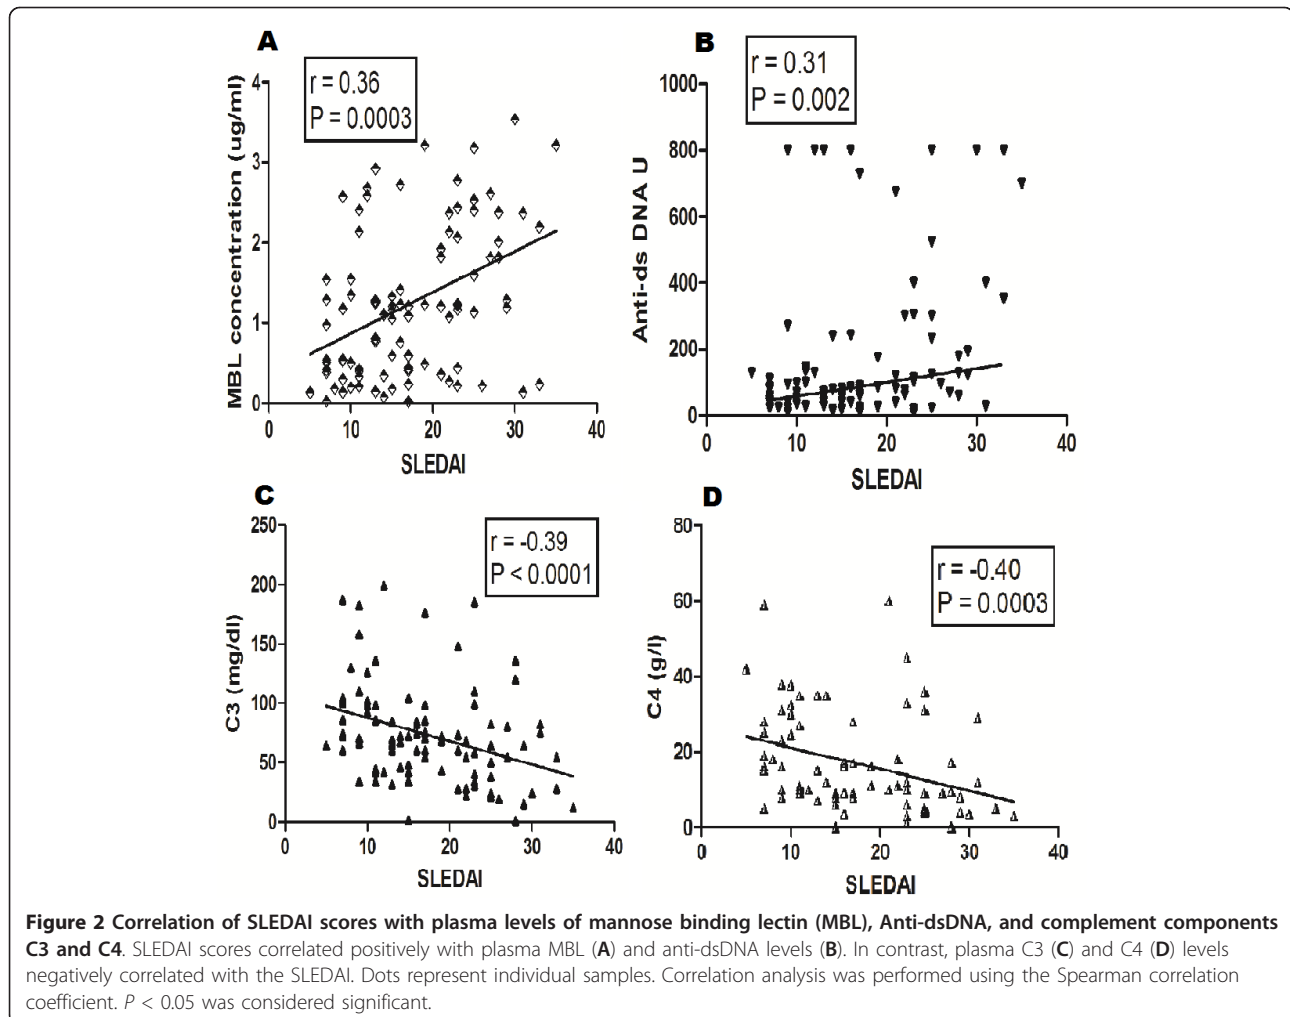 A
r = 0.36
P = 0.0003
MBL concentration (ug/ml)
4
3
2
1
0
0 10 20 30 40
SLEDAI
B
r = 0.31
P = 0.002
Anti-ds DNA U
1000
800
600
400
200
0
0 10 20 30 40
SLEDAI
C
r = -0.39
P < 0.0001
C3 (mg/dl)
250
200
150
100
50
0
0 10 20 30 40
SLEDAI
D
r = -0.40
P = 0.0003
C4 (g/l)
80
60
40
20
0
0 10 20 30 40
SLEDAI
Figure 2 Correlation of SLEDAI scores with plasma levels of mannose binding lectin (MBL), Anti-dsDNA, and complement components
C3 and C4. SLEDAI scores correlated positively with plasma MBL (A) and anti-dsDNA levels (B). In contrast, plasma C3 (C) and C4 (D) levels
negatively correlated with the SLEDAI. Dots represent individual samples. Correlation analysis was performed using the Spearman correlation
coefficient. P < 0.05 was considered significant.